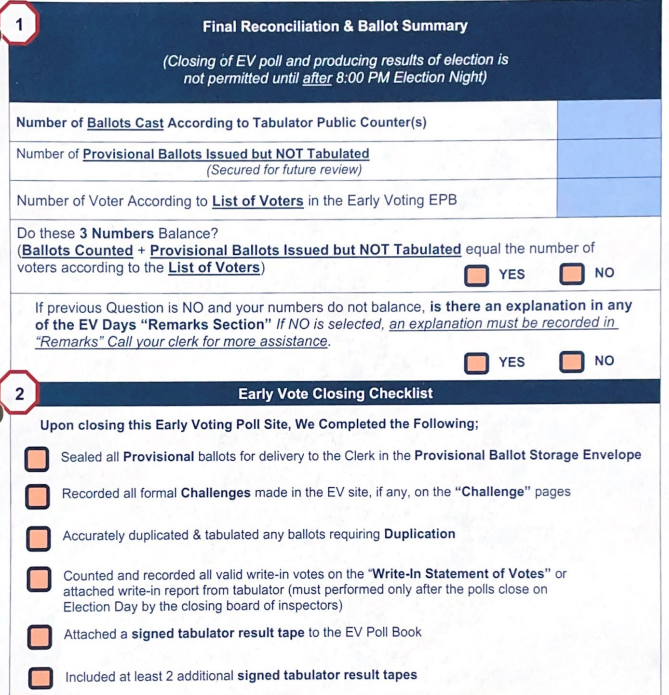 1
Final Reconciliation & Ballot Summary
(Closing of EV poll and producing results of election is
not permitted until after 8:00 PM Election Night)
Number of Ballots Cast According to Tabulator Public Counter(s)
Number of Provisional Ballots Issued but NOT Tabulated
(Secured for future review)
Number of Voter According to List of Voters in the Early Voting EPB
Do these 3 Numbers Balance?
(Ballots Counted + Provisional Ballots Issued but NOT Tabulated equal the number of
voters according to the List of Voters)
YES NO
If previous Question is NO and your numbers do not balance, is there an explanation in any
of the EV Days “Remarks Section” If NO is selected, an explanation must be recorded in
“Remarks” Call your clerk for more assistance.
YES NO
2
Early Vote Closing Checklist
Upon closing this Early Voting Poll Site, We Completed the Following;
Sealed all Provisional ballots for delivery to the Clerk in the Provisional Ballot Storage Envelope
Recorded all formal Challenges made in the EV site, if any, on the “Challenge” pages
Accurately duplicated & tabulated any ballots requiring Duplication
Counted and recorded all valid write-in votes on the “Write-In Statement of Votes” or
attached write-in report from tabulator (must performed only after the polls close on
Election Day by the closing board of inspectors)
Attached a signed tabulator result tape to the EV Poll Book
Included at least 2 additional signed tabulator result tapes